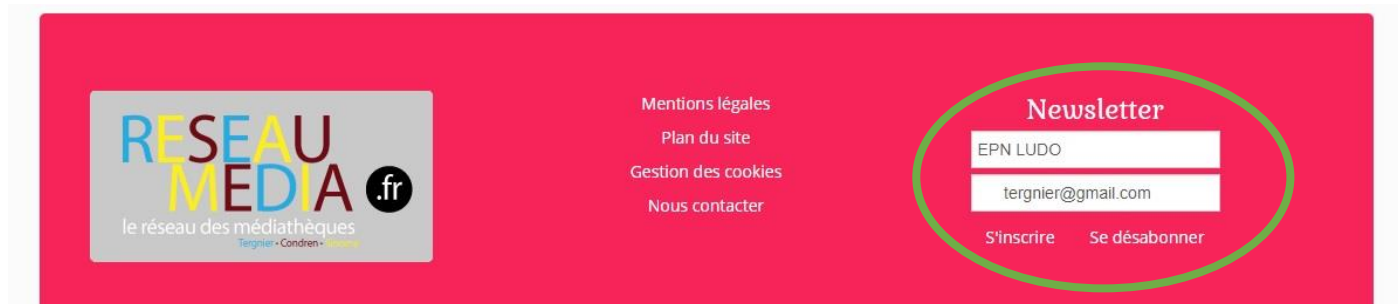 RESEAU
MEDIA .fr
le réseau des médiathèques
Tergnier - Condren -
Mentions légales
Plan du site
Gestion des cookies
Nous contacter
Newsletter
EPN LUDO
tergnier@gmail.com
S'inscrire Se désabonner